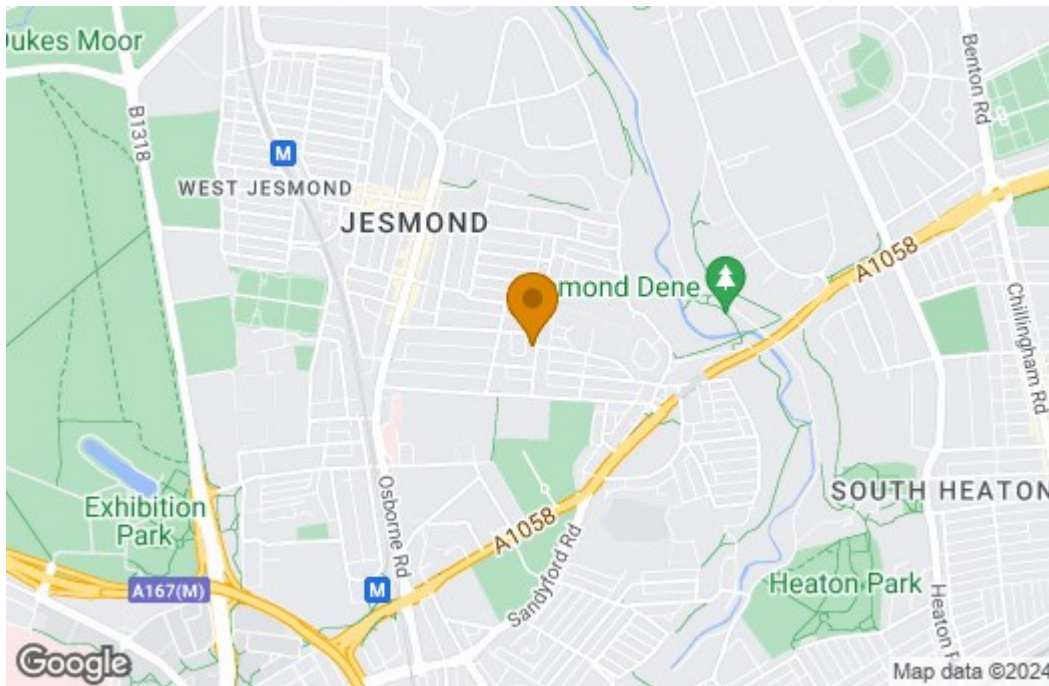 Dukes Moor
B1318
Benton Rd
M
WEST JESMOND
JESMOND
A1058
mond Dene
Chillingham Rd
Exhibition
Park
Osborne Rd
A1058
SOUTH HEATON
A167(M)
M
Sandyford Rd
Heaton Park
Heaton R
Google
Map data ©2024